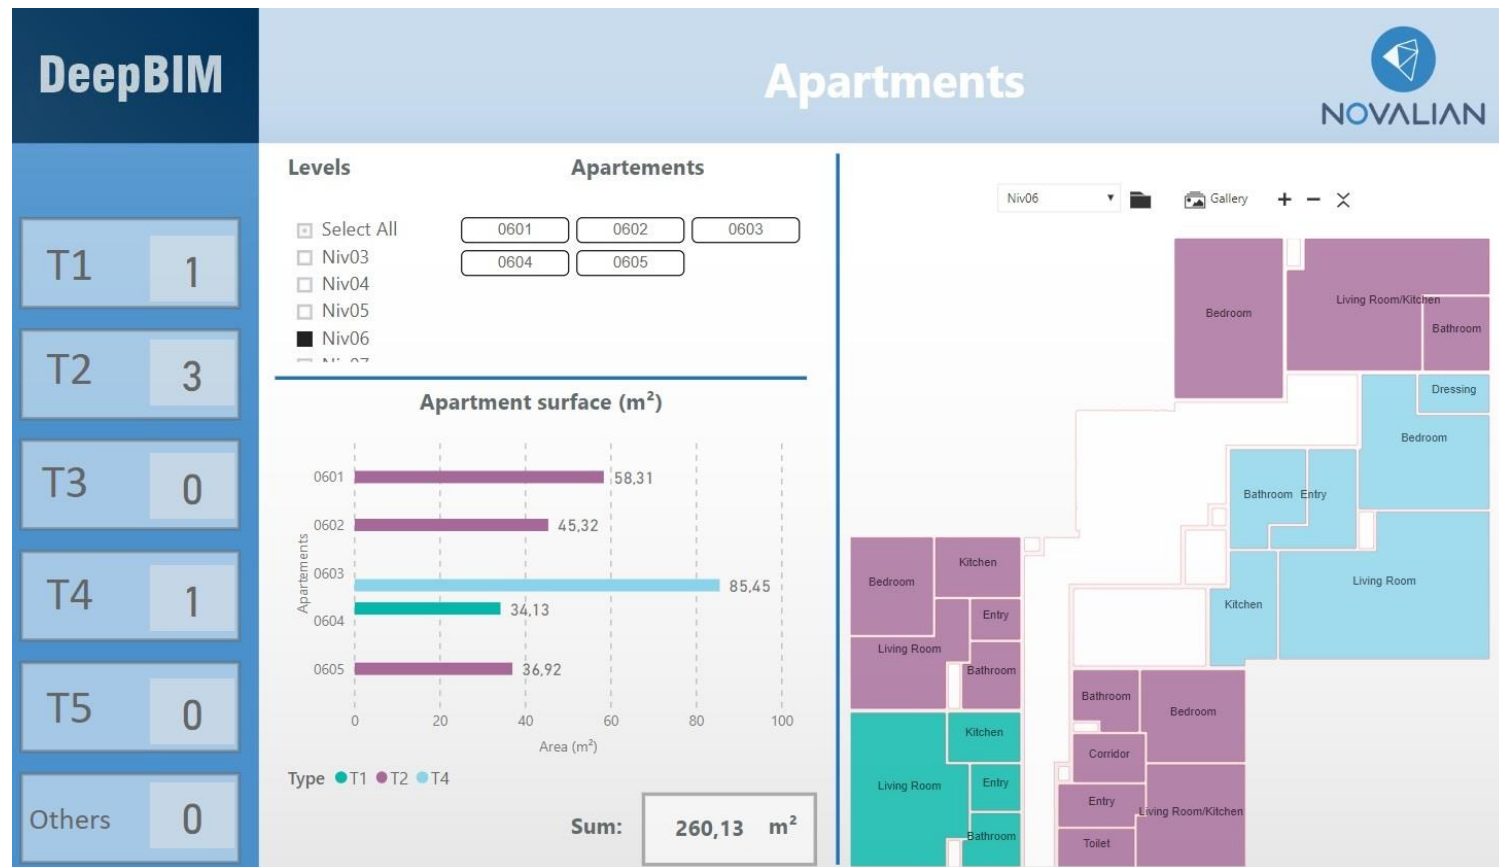 DeepBIM
Apartments
NOVALIAN
T1 1
T2 3
T3 0
T4 1
T5 0
Others 0
Levels
Select All
Niv03
Niv04
Niv05
Niv06
Apartements
0601 0602 0603
0604 0605
Apartment surface (m²)
Apartements
0601 58,31
0602 45,32
0603 85,45
0604 34,13
0605 36,92
0 20 40 60 80 100
Area (m²)
Type T1 T2 T4
Sum: 260,13 m²
Niv06 Gallery
Living Room/Kitchen
Bedroom
Bathroom
Dressing
Bedroom
Bathroom Entry
Living Room
Kitchen
Kitchen
Bedroom
Entry
Living Room
Bathroom
Bathroom
Bedroom
Kitchen
Corridor
Living Room
Entry
Entry
Living Room/Kitchen
Bathroom
Toilet